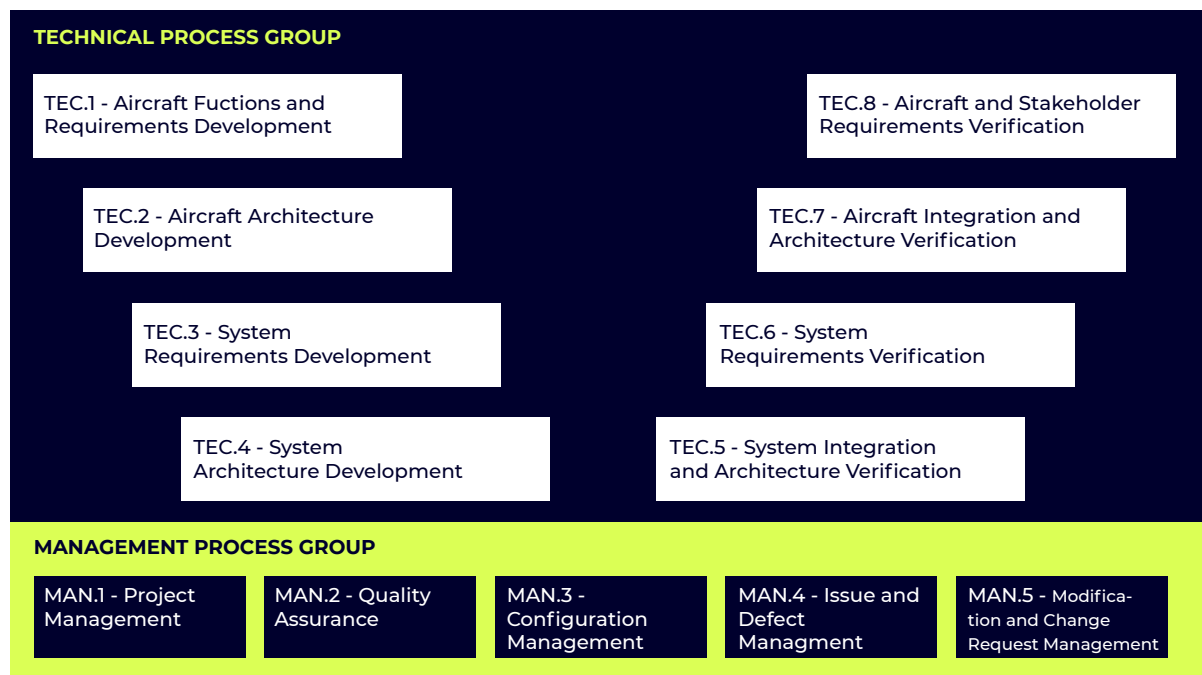 TECHNICAL PROCESS GROUP
TEC.1 - Aircraft Fuctions and
Requirements Development
TEC.8 - Aircraft and Stakeholder
Requirements Verification
TEC.2 - Aircraft Architecture
Development
TEC.7 - Aircraft Integration and
Architecture Verification
TEC.3 - System
Requirements Development
TEC.6 - System
Requirements Verification
TEC.4 - System
Architecture Development
TEC.5 - System Integration
and Architecture Verification
MANAGEMENT PROCESS GROUP
MAN.1 - Project
Management
MAN.2 - Quality
Assurance
MAN.3 -
Configuration
Management
MAN.4 - Issue and
Defect
Managment
MAN.5 - Modifica-
tion and Change
Request Management